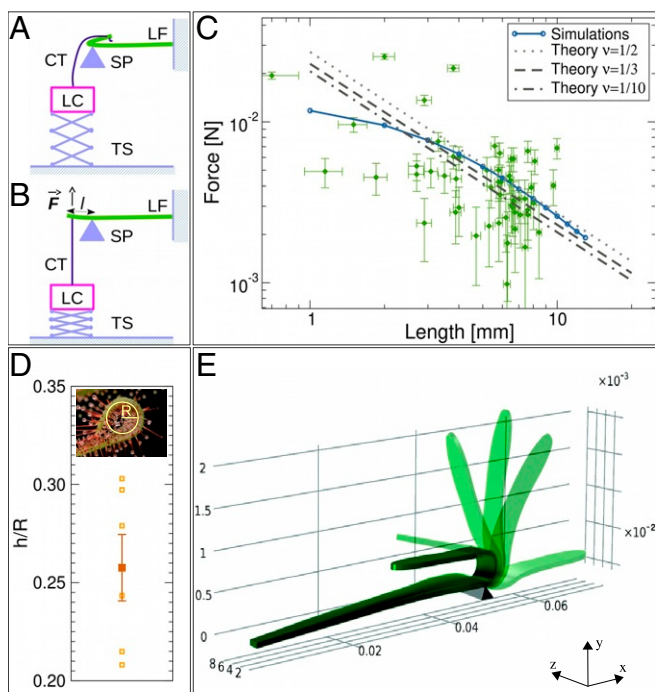 A
CT
LF
SP
LC
TS
B
F l
LF
SP
CT
LC
TS
C
Simulations
Theory ν=1/2
Theory ν=1/3
Theory ν=1/10
Force [N]
10⁻²
10⁻³
1
10
Length [mm]
D
0.35
R
0.30
h/R
0.25
0.20
E
×10⁻³
2
1.5
1
0.5
0
×10⁻²
8 6 4 2
0.02
0.04
0.06
y
z
x